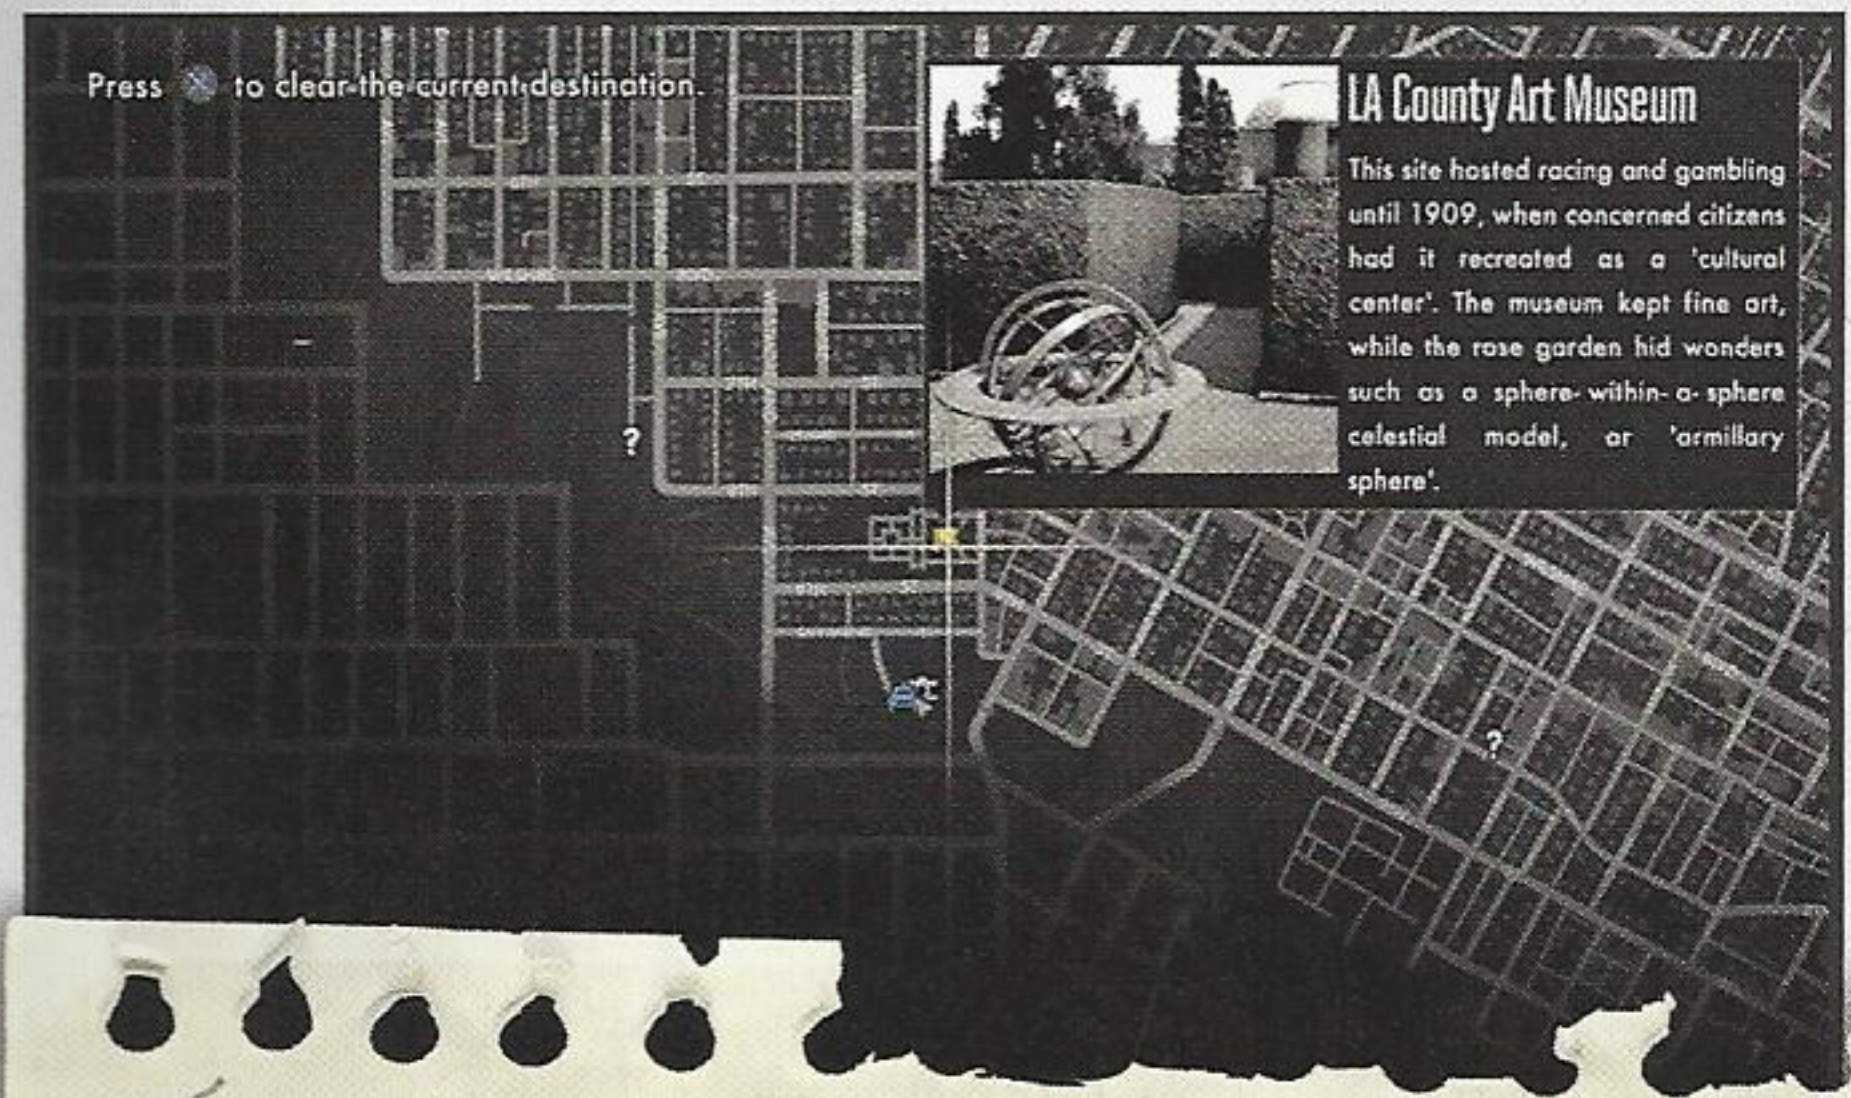 Press to clear the current destination.
LA County Art Museum
This site hosted racing and gambling
until 1909, when concerned citizens
had it recreated as a 'cultural
center'. The museum kept fine art,
while the rose garden hid wonders
such as a sphere-within-a-sphere
celestial model, or 'armillary
sphere'.
?
?